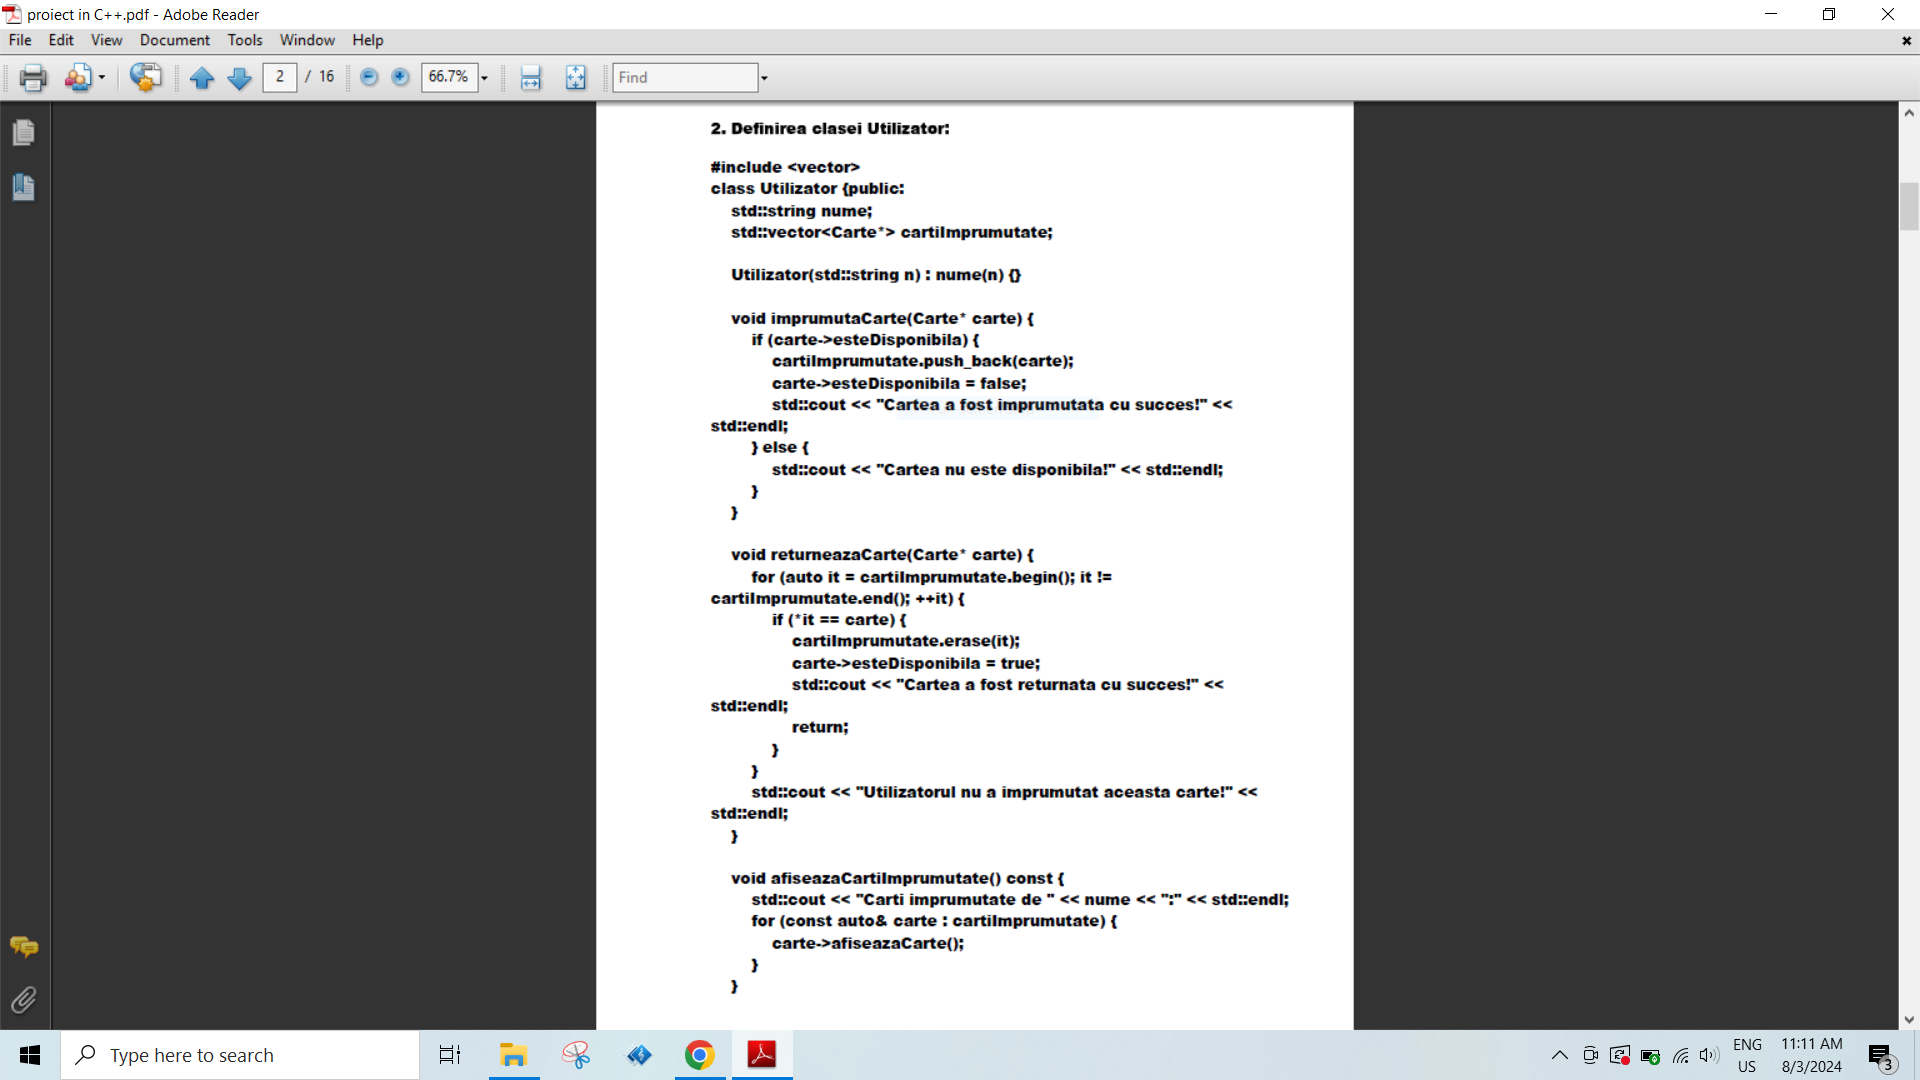 proiect in C++.pdf - Adobe Reader
File Edit View Document Tools Window Help
2 / 16 66.7% Find
2. Definirea clasei Utilizator:
#include <vector>
class Utilizator {public:
std::string nume;
std::vector<Carte*> cartiImprumutate;
Utilizator(std::string n) : nume(n) {}
void imprumutaCarte(Carte* carte) {
if (carte->esteDisponibila) {
cartiImprumutate.push_back(carte);
carte->esteDisponibila = false;
std::cout << "Cartea a fost imprumutata cu succes!" <<
std::endl;
} else {
std::cout << "Cartea nu este disponibila!" << std::endl;
}
}
void returneazaCarte(Carte* carte) {
for (auto it = cartiImprumutate.begin(); it !=
cartiImprumutate.end(); ++it) {
if (*it == carte) {
cartiImprumutate.erase(it);
carte->esteDisponibila = true;
std::cout << "Cartea a fost returnata cu succes!" <<
std::endl;
return;
}
}
std::cout << "Utilizatorul nu a imprumutat aceasta carte!" <<
std::endl;
}
void afiseazaCartiImprumutate() const {
std::cout << "Carti imprumutate de " << nume << ":" << std::endl;
for (const auto& carte : cartiImprumutate) {
carte->afiseazaCarte();
}
}
Type here to search
ENG
US
11:11 AM
8/3/2024
3